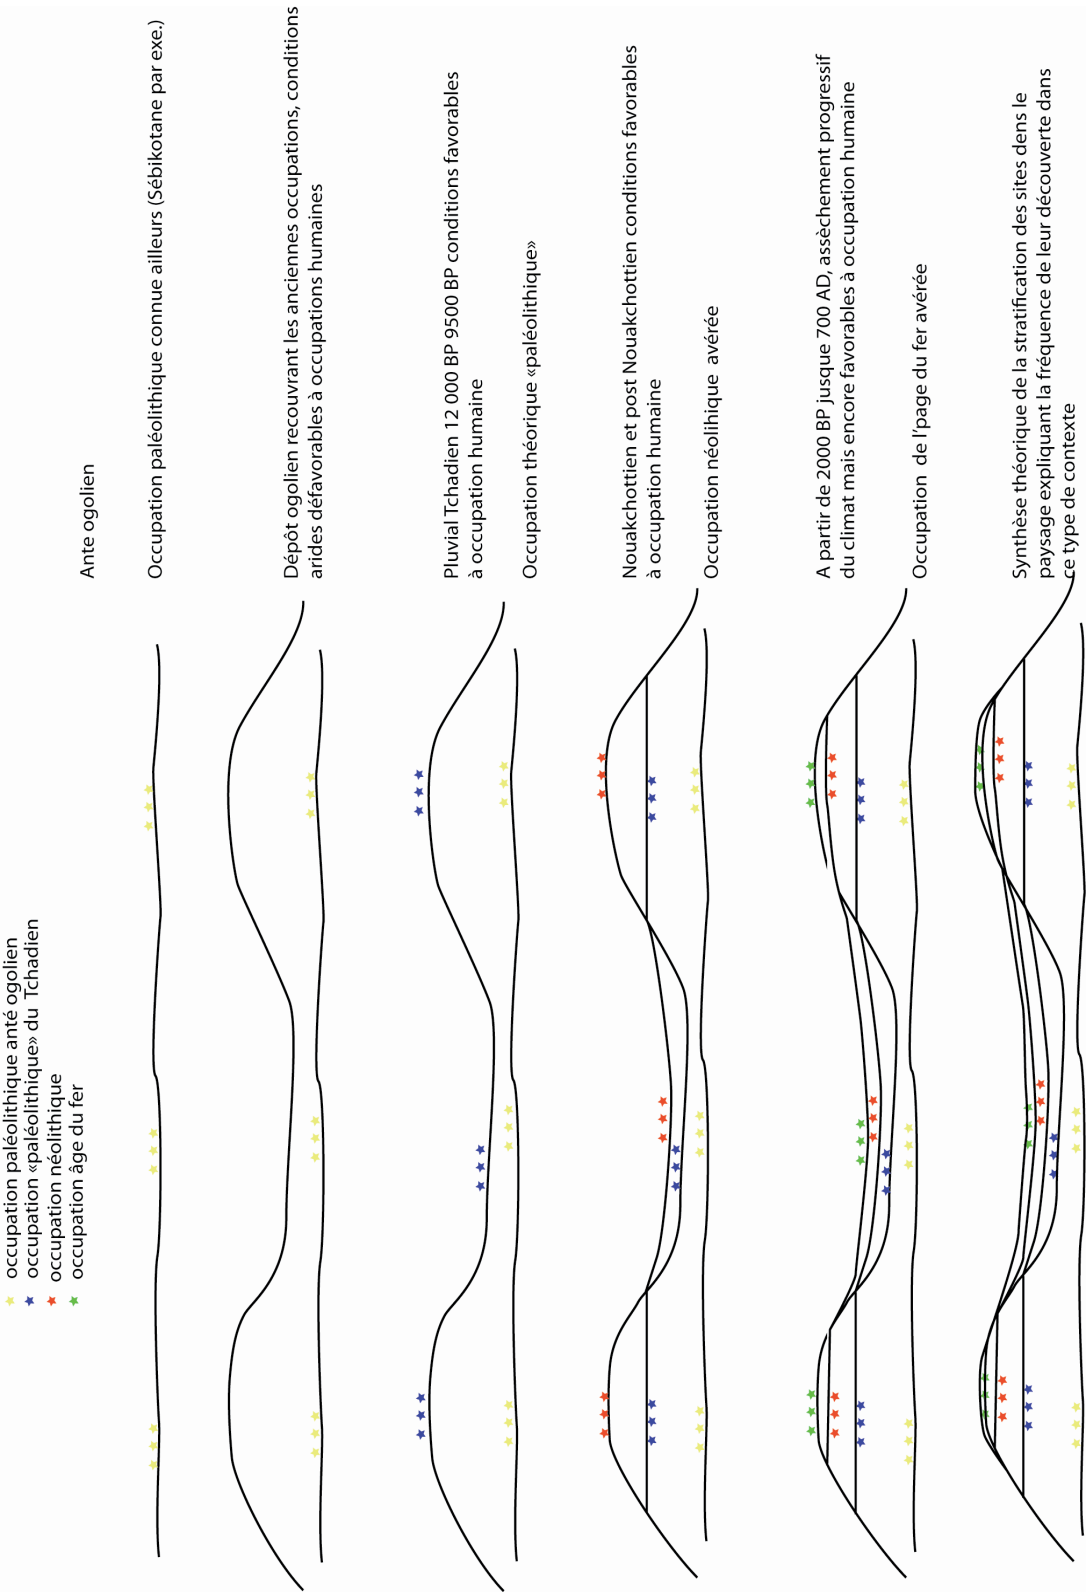 occupation paléolithique anté ogolien
occupation «paléolithique» du Tchadien
occupation néolithique
occupation âge du fer
Ante ogolien
Occupation paléolithique connue ailleurs (Sébikotane par exe.)
Dépôt ogolien recouvrant les anciennes occupations, conditions
arides défavorables à occupations humaines
Pluvial Tchadien 12 000 BP 9500 BP conditions favorables
à occupation humaine
Occupation théorique «paléolithique»
Nouakchottien et post Nouakchottien conditions favorables
à occupation humaine
Occupation néolihique avérée
A partir de 2000 BP jusque 700 AD, assèchement progressif
du climat mais encore favorables à occupation humaine
Occupation de l'page du fer avérée
Synthèse théorique de la stratification des sites dens le
paysage expliquant la fréquence de leur découverte dans
ce type de contexte